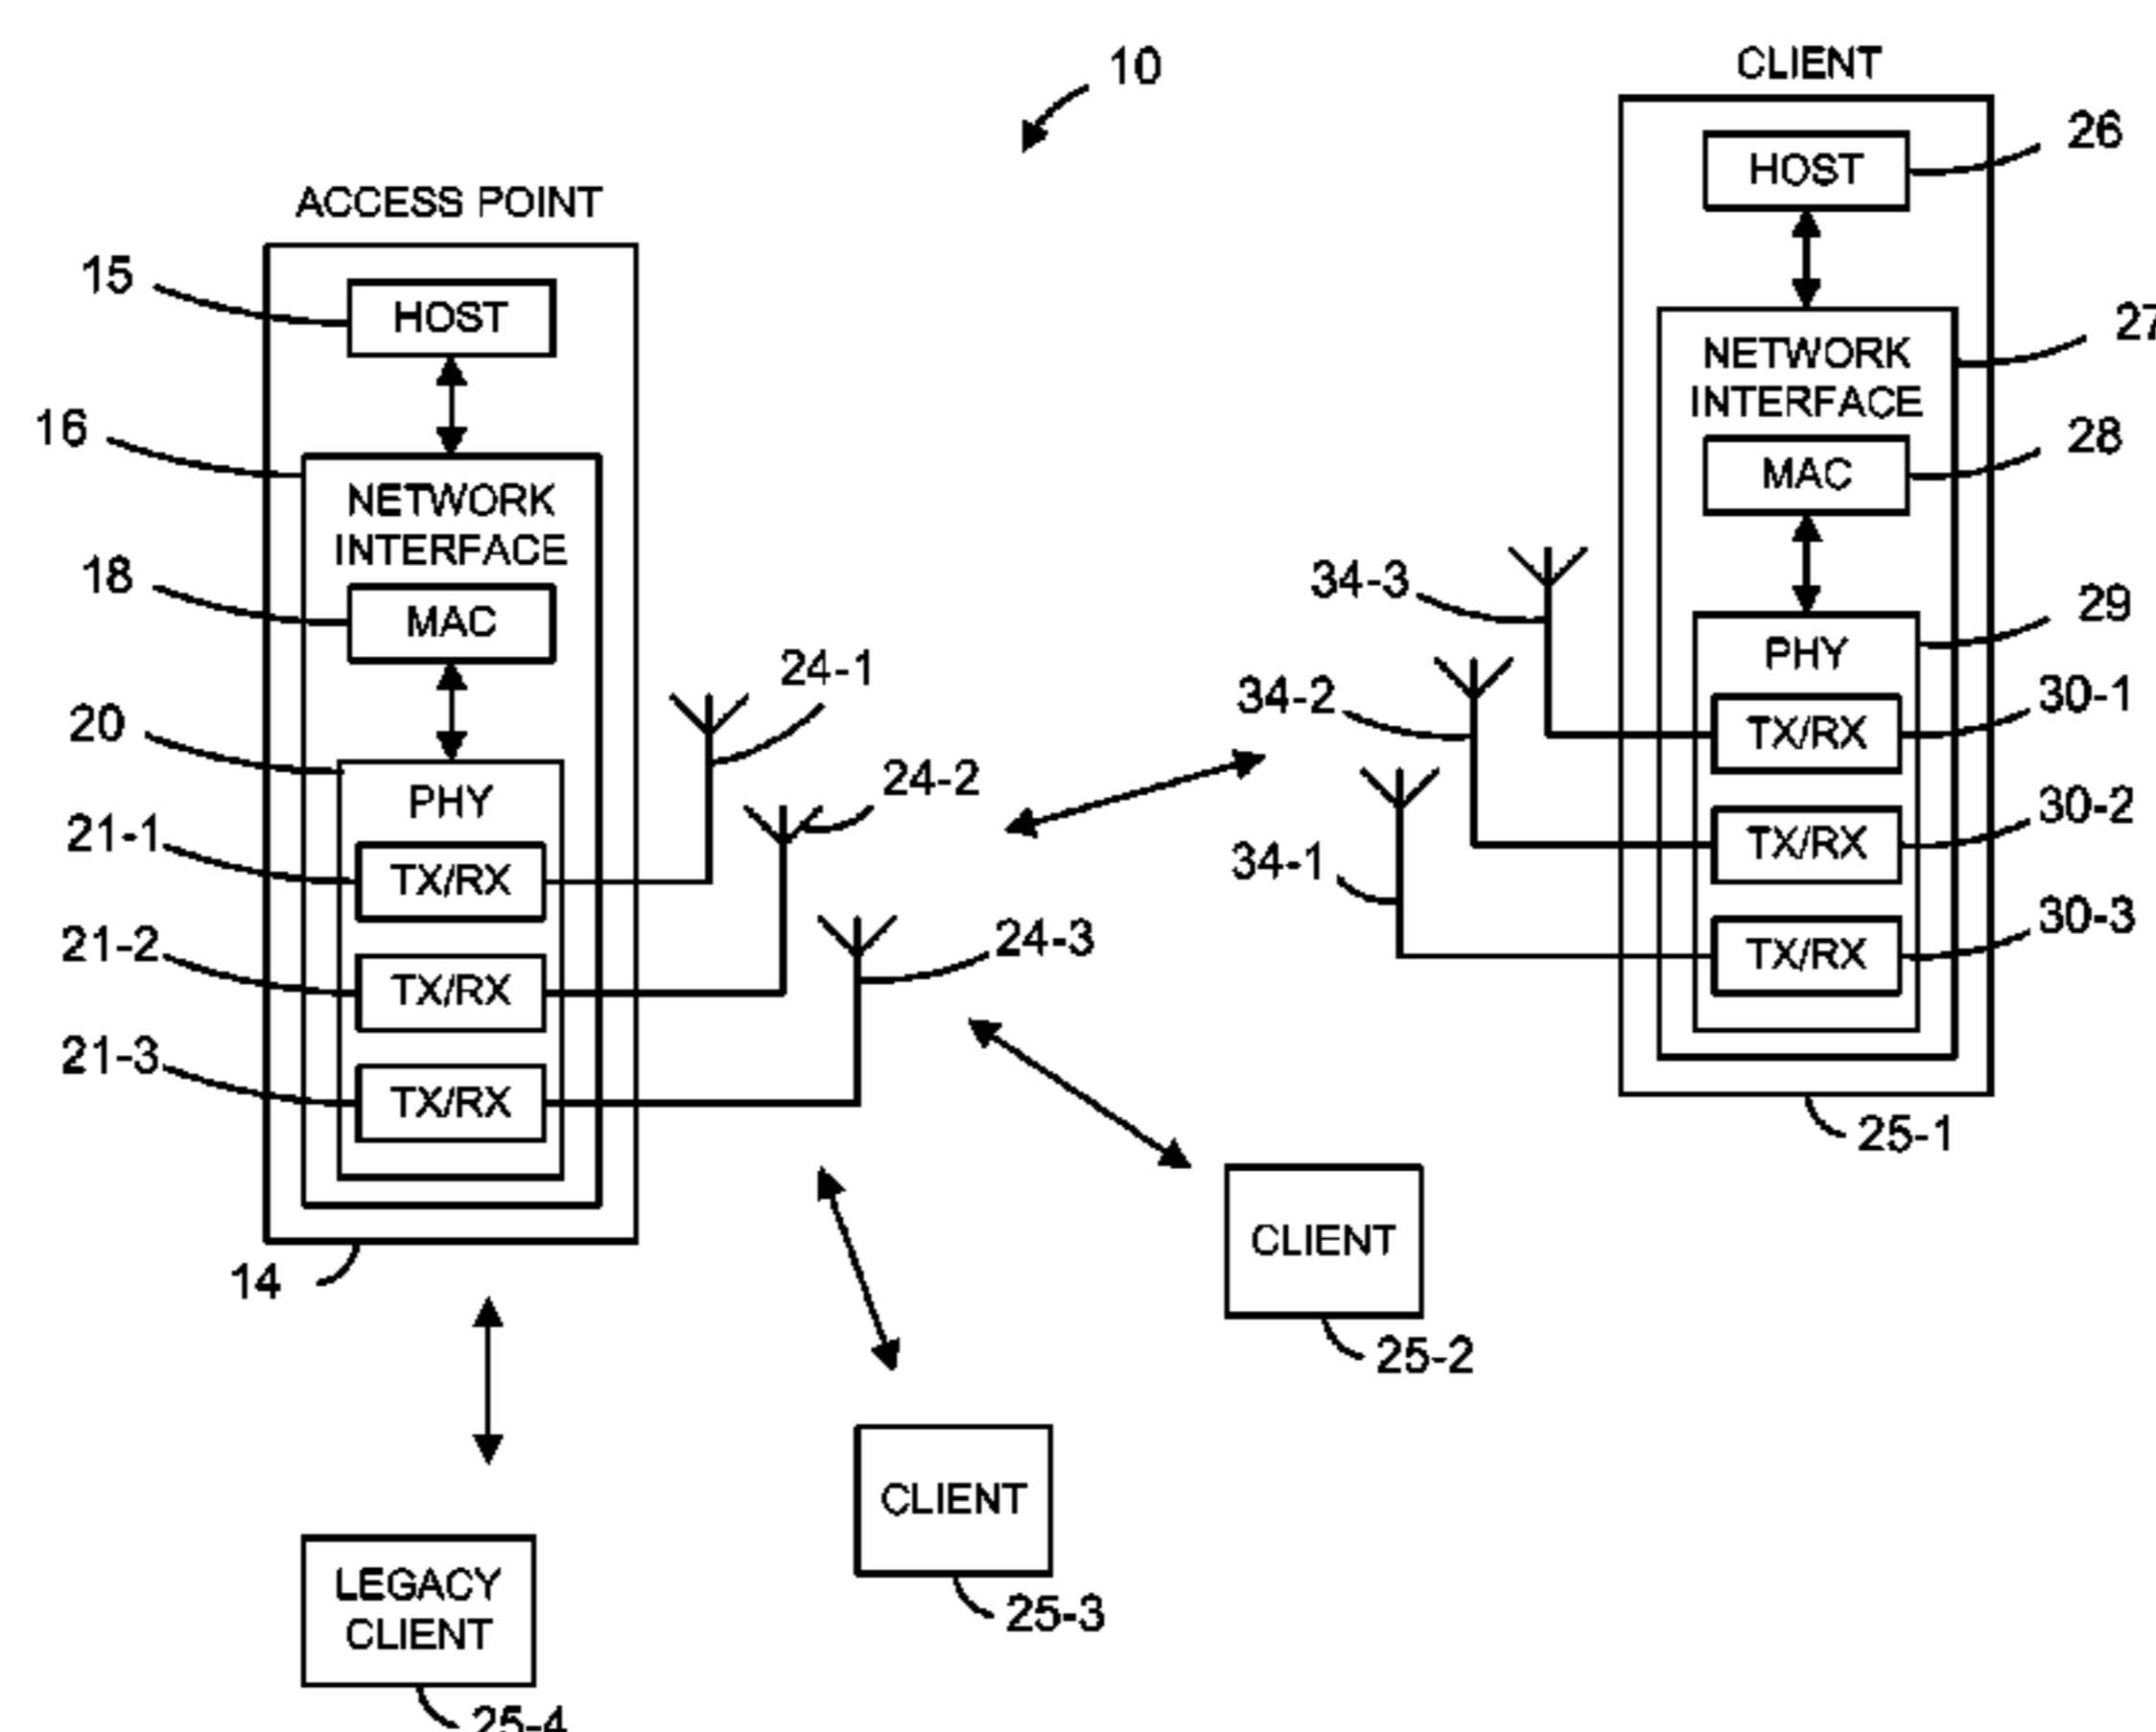 10
ACCESS POINT
15
HOST
16
NETWORK
INTERFACE
18
MAC
20
PHY
21-1
TX/RX
21-2
TX/RX
21-3
TX/RX
14
24-1
24-2
24-3
CLIENT
HOST
26
NETWORK
INTERFACE
27
MAC
28
PHY
29
TX/RX
30-1
TX/RX
30-2
TX/RX
30-3
34-3
34-2
34-1
25-1
CLIENT
25-2
CLIENT
25-3
LEGACY
CLIENT
25-4